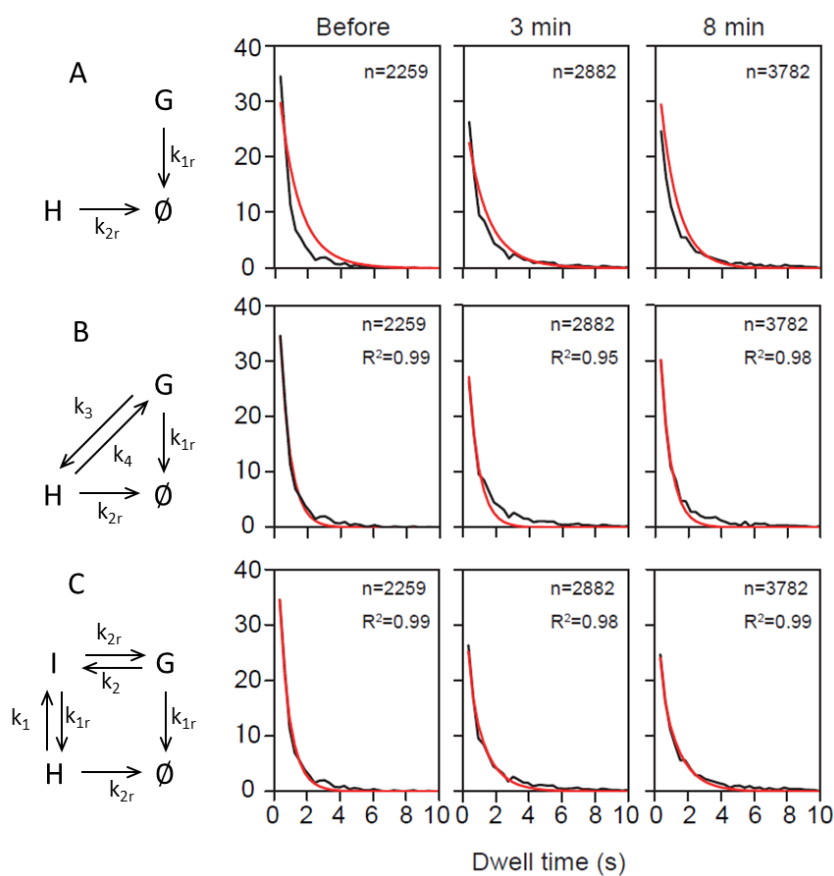 Before 3 min 8 min
A
G
k1r
H
k2r
Ø
40
30
20
10
0
n=2259
n=2882
n=3782
B
G
k3
k4
k1r
H
k2r
Ø
40
30
20
10
0
n=2259
R²=0.99
n=2882
R²=0.95
n=3782
R²=0.98
C
I
k2r
k2
G
k1
k1r
k1r
H
k2r
Ø
40
30
20
10
0
n=2259
R²=0.99
n=2882
R²=0.98
n=3782
R²=0.99
0 2 4 6 8 10
0 2 4 6 8 10
0 2 4 6 8 10
Dwell time (s)